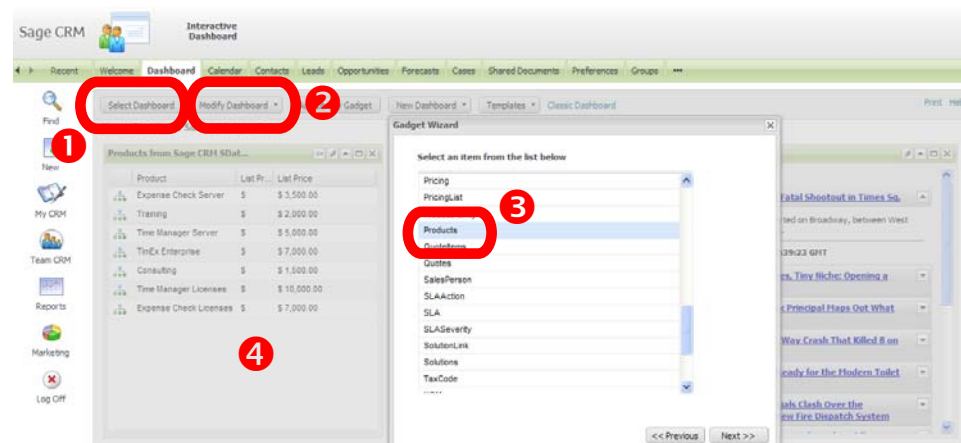 Sage CRM
Interactive
Dashboard
Recent Welcome Dashboard Calendar Contacts Leads Opportunities Forecasts Cases Shared Documents Preferences Groups •••
Find
New
My CRM
Team CRM
Reports
Marketing
Log Off
1
Select Dashboard Modify Dashboard 2 Gadget New Dashboard Templates Classic Dashboard Print
Products from Sage CRM SDat...
Product List Pr... List Price
Expense Check Server $ $ 3,500.00
Training $ $ 2,000.00
Time Manager Server $ $ 5,000.00
TinEx Enterprise $ $ 7,000.00
Consulting $ $ 1,500.00
Time Manager Licenses $ $ 10,000.00
Expense Check Licenses $ $ 7,000.00
4
Gadget Wizard
Select an item from the list below
Pricing
PricingList
Products
3
QuoteItems
Quotes
SalesPerson
SLAAction
SLA
SLASeverity
SolutionLink
Solutions
TaxCode
<< Previous Next >>
Fatal Shootout in Times Sq.
ted on Broadway, between West
:39:23 GMT
es, Tiny Niche: Opening a
Principal Maps Out What
Way Crash That Killed 8 on
eady for the Modern Toilet
als Clash Over the
ew Fire Dispatch System